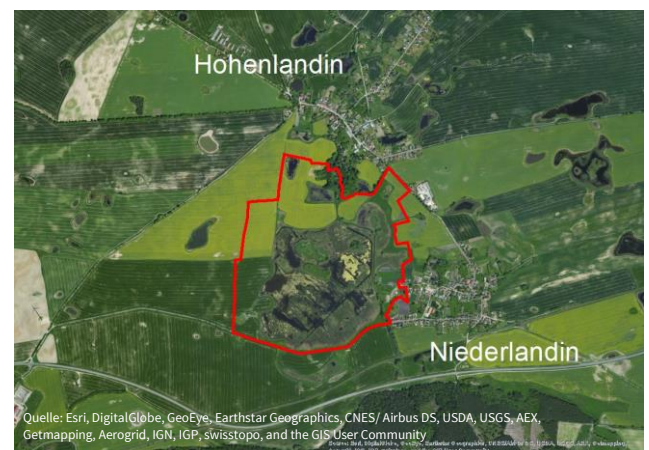 Hohenlandin
Niederlandin
Quelle: Esri, DigitalGlobe, GeoEye, Earthstar Geographics, CNES/ Airbus DS, USDA, USGS, AEX,
Getmapping, Aerogrid, IGN, IGP, swisstopo, and the GIS User Community